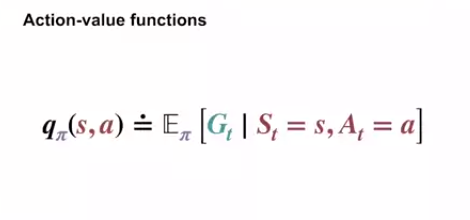 Action-value functions
qπ(s, a) ≐ 𝔼π [Gt | St = s, At = a]